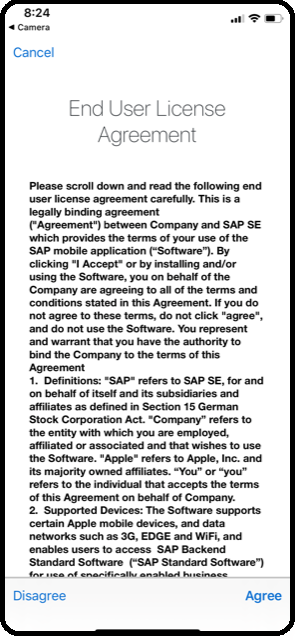 8:24
◀ Camera
Cancel
End User License
Agreement
Please scroll down and read the following end
user license agreement carefully. This is a
legally binding agreement
("Agreement") between Company and SAP SE
which provides the terms of your use of the
SAP mobile application (“Software”). By
clicking "I Accept" or by installing and/or
using the Software, you on behalf of the
Company are agreeing to all of the terms and
conditions stated in this Agreement. If you do
not agree to these terms, do not click "agree",
and do not use the Software. You represent
and warrant that you have the authority to
bind the Company to the terms of this
Agreement
1.  Definitions: "SAP" refers to SAP SE, for and
on behalf of itself and its subsidiaries and
affiliates as defined in Section 15 German
Stock Corporation Act. "Company” refers to
the entity with which you are employed,
affiliated or associated and that wishes to use
the Software. "Apple" refers to Apple, Inc. and
its majority owned affiliates. “You” or “you”
refers to the individual that accepts the terms
of this Agreement on behalf of Company.
2.  Supported Devices: The Software supports
certain Apple mobile devices, and data
networks such as 3G, EDGE and WiFi, and
enables users to access  SAP Backend
Standard Software  (“SAP Standard Software”)
for use of specifically enabled business
Disagree
Agree